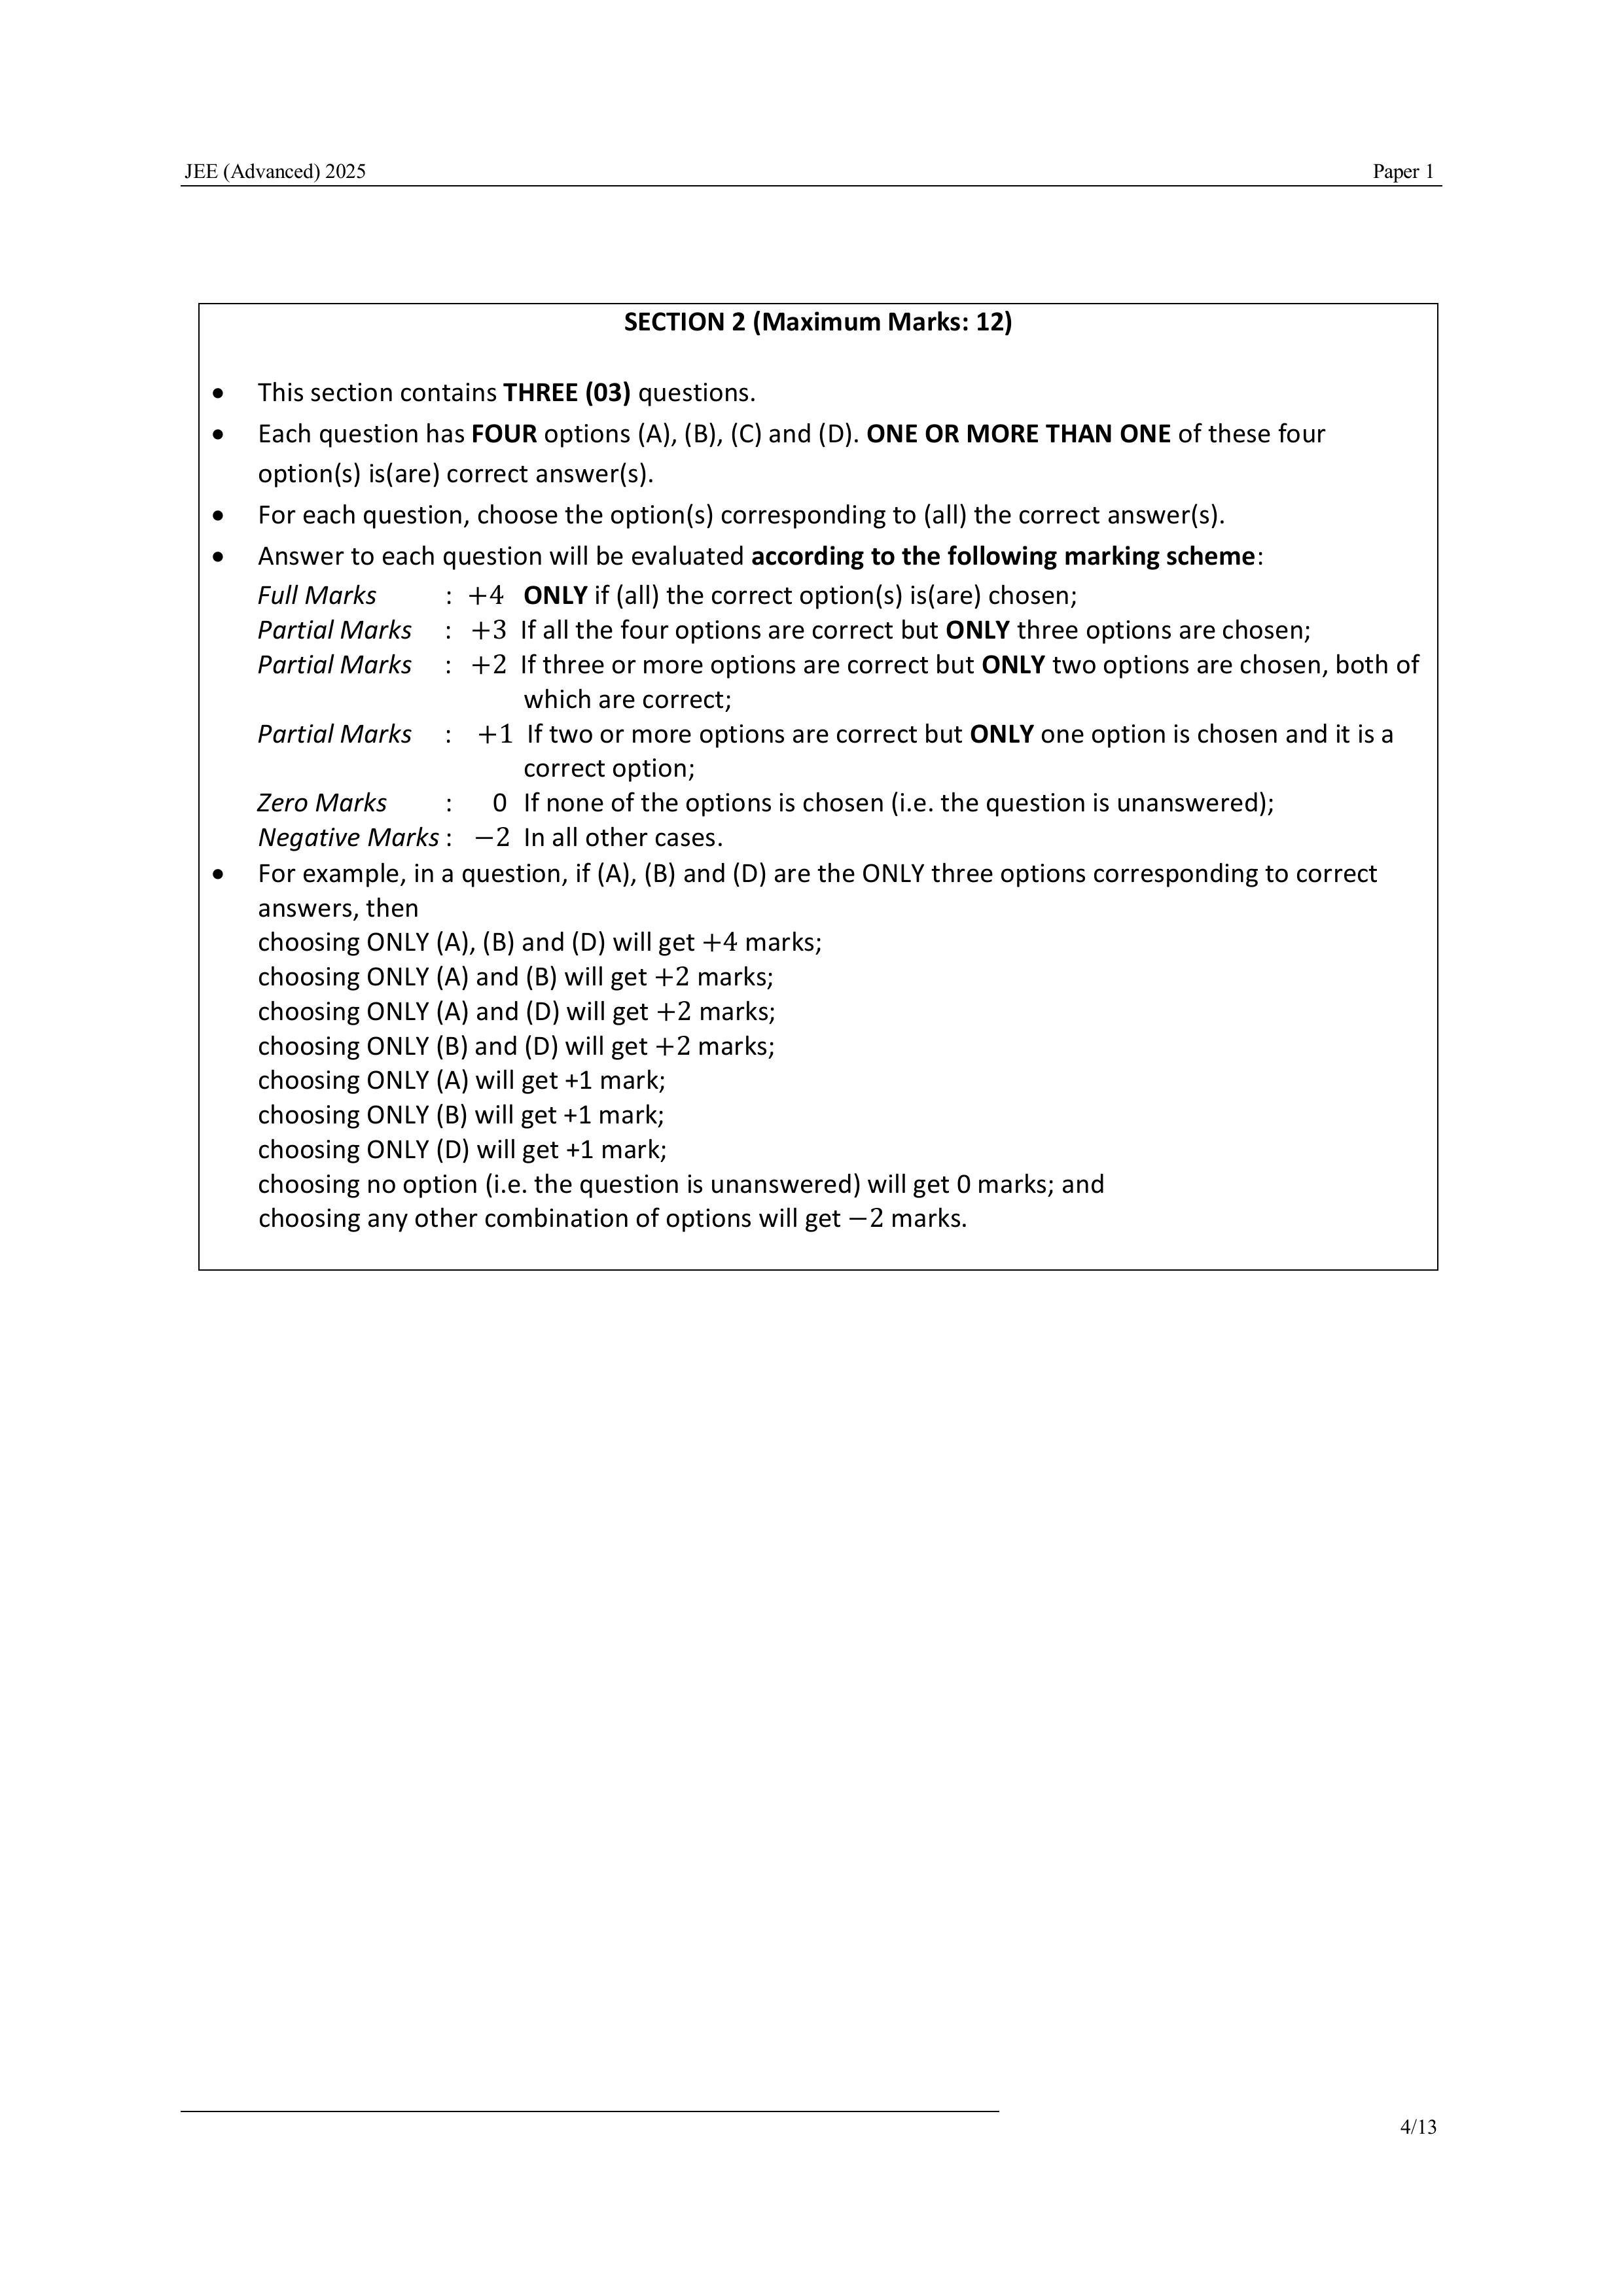 JEE (Advanced) 2025 Paper 1
SECTION 2 (Maximum Marks: 12)
• This section contains THREE (03) questions.
• Each question has FOUR options (A), (B), (C) and (D). ONE OR MORE THAN ONE of these four
option(s) is(are) correct answer(s).
• For each question, choose the option(s) corresponding to (all) the correct answer(s).
• Answer to each question will be evaluated according to the following marking scheme:
Full Marks : +4 ONLY if (all) the correct option(s) is(are) chosen;
Partial Marks : +3 If all the four options are correct but ONLY three options are chosen;
Partial Marks : +2 If three or more options are correct but ONLY two options are chosen, both of
which are correct;
Partial Marks : +1 If two or more options are correct but ONLY one option is chosen and it is a
correct option;
Zero Marks : 0 If none of the options is chosen (i.e. the question is unanswered);
Negative Marks : −2 In all other cases.
• For example, in a question, if (A), (B) and (D) are the ONLY three options corresponding to correct
answers, then
choosing ONLY (A), (B) and (D) will get +4 marks;
choosing ONLY (A) and (B) will get +2 marks;
choosing ONLY (A) and (D) will get +2 marks;
choosing ONLY (B) and (D) will get +2 marks;
choosing ONLY (A) will get +1 mark;
choosing ONLY (B) will get +1 mark;
choosing ONLY (D) will get +1 mark;
choosing no option (i.e. the question is unanswered) will get 0 marks; and
choosing any other combination of options will get −2 marks.
4/13